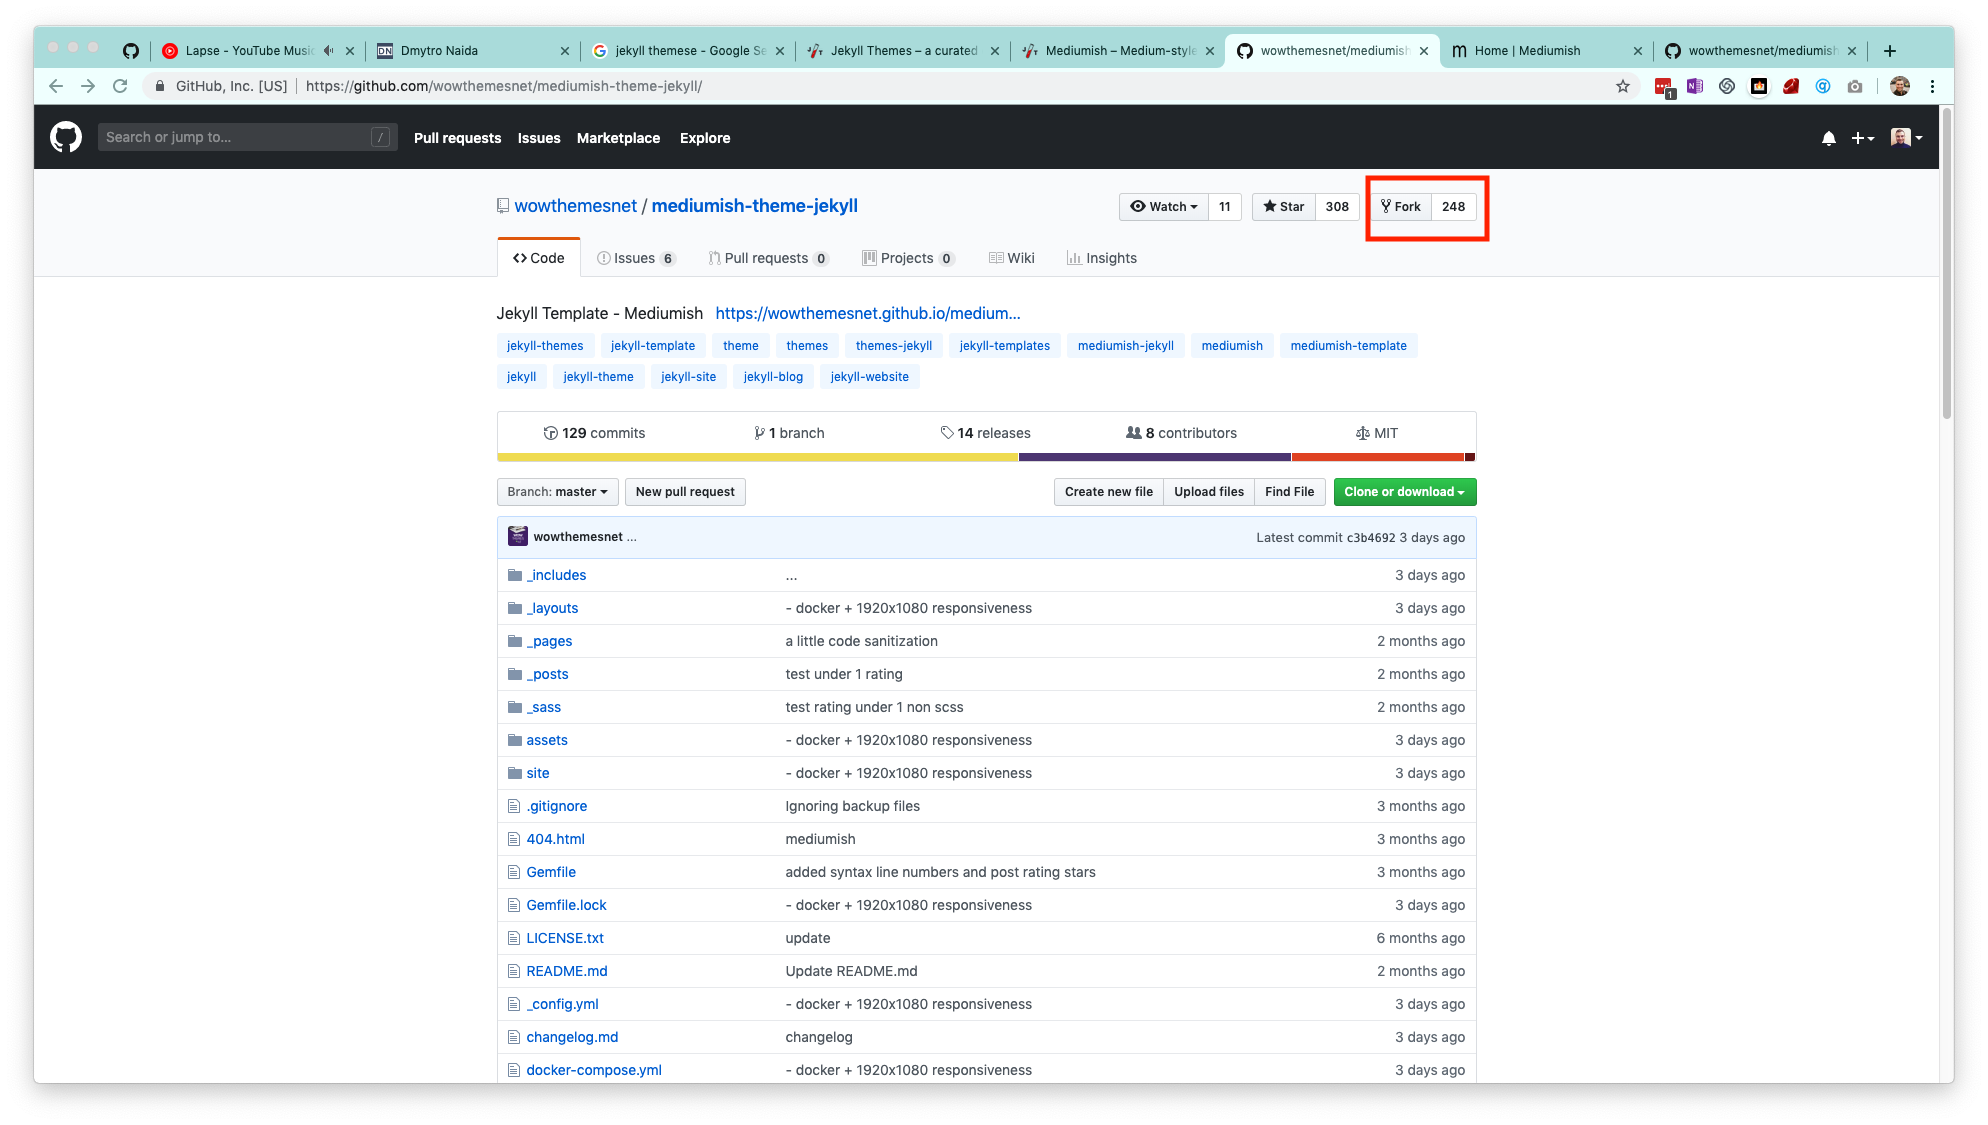 Lapse - YouTube Music
DN Dmytro Naida
jekyll themese - Google Se
Jekyll Themes – a curated
Mediumish – Medium-style
wowthemesnet/mediumish
m Home | Mediumish
wowthemesnet/mediumish
GitHub, Inc. [US] | https://github.com/wowthemesnet/mediumish-theme-jekyll/
1
Search or jump to... /
Pull requests Issues Marketplace Explore
wowthemesnet / mediumish-theme-jekyll
Watch 11 Star 308 Fork 248
Code Issues 6 Pull requests 0 Projects 0 Wiki Insights
Jekyll Template - Mediumish https://wowthemesnet.github.io/medium...
jekyll-themes jekyll-template theme themes themes-jekyll jekyll-templates mediumish-jekyll mediumish mediumish-template
jekyll jekyll-theme jekyll-site jekyll-blog jekyll-website
129 commits 1 branch 14 releases 8 contributors MIT
Branch: master New pull request Create new file Upload files Find File Clone or download
wowthemesnet ... Latest commit c3b4692 3 days ago
_includes ... 3 days ago
_layouts - docker + 1920x1080 responsiveness 3 days ago
_pages a little code sanitization 2 months ago
_posts test under 1 rating 2 months ago
_sass test rating under 1 non scss 2 months ago
assets - docker + 1920x1080 responsiveness 3 days ago
site - docker + 1920x1080 responsiveness 3 days ago
.gitignore Ignoring backup files 3 months ago
404.html mediumish 3 months ago
Gemfile added syntax line numbers and post rating stars 3 months ago
Gemfile.lock - docker + 1920x1080 responsiveness 3 days ago
LICENSE.txt update 6 months ago
README.md Update README.md 2 months ago
_config.yml - docker + 1920x1080 responsiveness 3 days ago
changelog.md changelog 3 days ago
docker-compose.yml - docker + 1920x1080 responsiveness 3 days ago